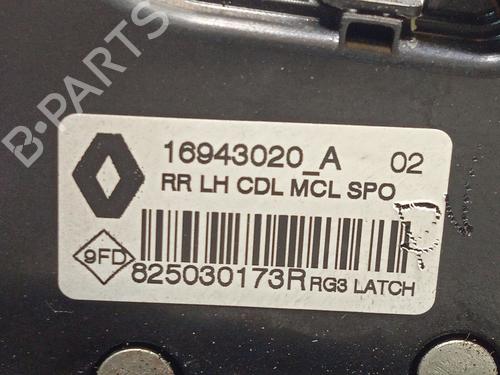 B-PARTS
16943020_A 02
RR LH CDL MCL SPO
9FD
825030173R RG3 LATCH